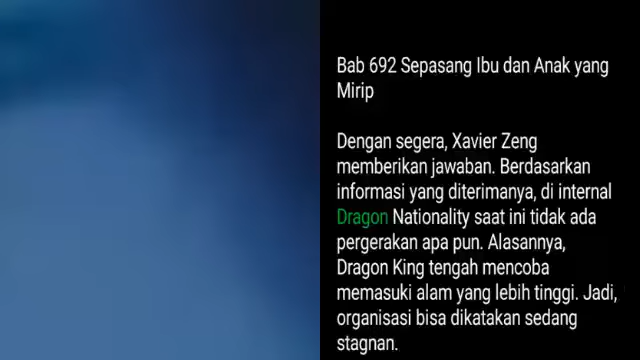 Bab 692 Sepasang Ibu dan Anak yang
Mirip
Dengan segera, Xavier Zeng
memberikan jawaban. Berdasarkan
informasi yang diterimanya, di internal
Dragon Nationality saat ini tidak ada
pergerakan apa pun. Alasannya,
Dragon King tengah mencoba
memasuki alam yang lebih tinggi. Jadi,
organisasi bisa dikatakan sedang
stagnan.